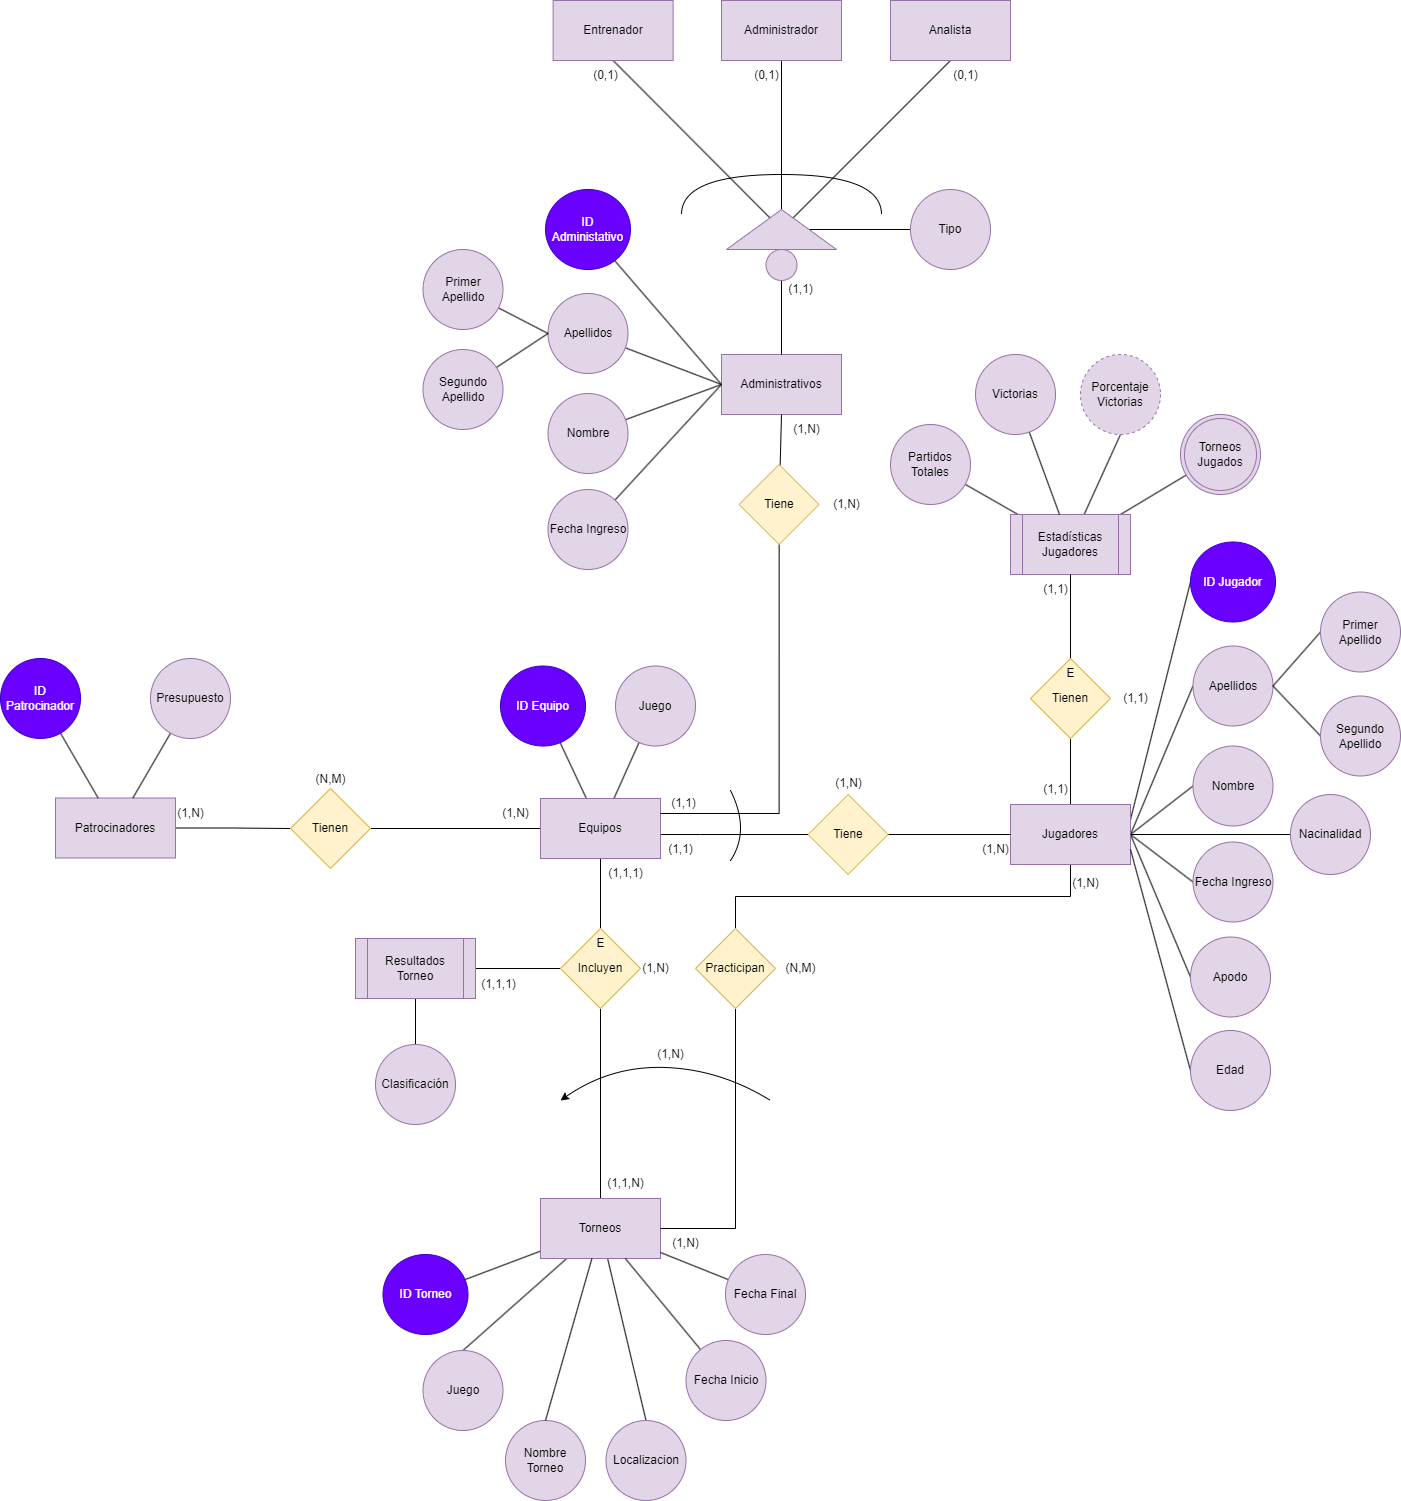 Entrenador
Administrador
Analista
(0,1)
(0,1)
(0,1)
ID
Administativo
Tipo
Primer
Apellido
(1,1)
Apellidos
Segundo
Apellido
Administrativos
Nombre
(1,N)
Victorias
Porcentaje
Victorias
Partidos
Totales
Torneos
Jugados
Tiene
(1,N)
Fecha Ingreso
Estadísticas
Jugadores
(1,1)
ID Jugador
Primer
Apellido
E
Tienen
(1,1)
Apellidos
Segundo
Apellido
ID
Patrocinador
Presupuesto
ID Equipo
Juego
(N,M)
(1,N)
(1,1)
Nombre
(1,N)
(1,N)
(1,1)
Patrocinadores
Tienen
Equipos
Tiene
Jugadores
Nacinalidad
(1,1)
(1,N)
(1,1,1)
(1,N)
Fecha Ingreso
E
Resultados
Torneo
Incluyen
(1,N)
Practicipan
(N,M)
(1,1,1)
Apodo
(1,N)
Clasificación
Edad
(1,1,N)
Torneos
(1,N)
ID Torneo
Fecha Final
Juego
Fecha Inicio
Nombre
Torneo
Localizacion